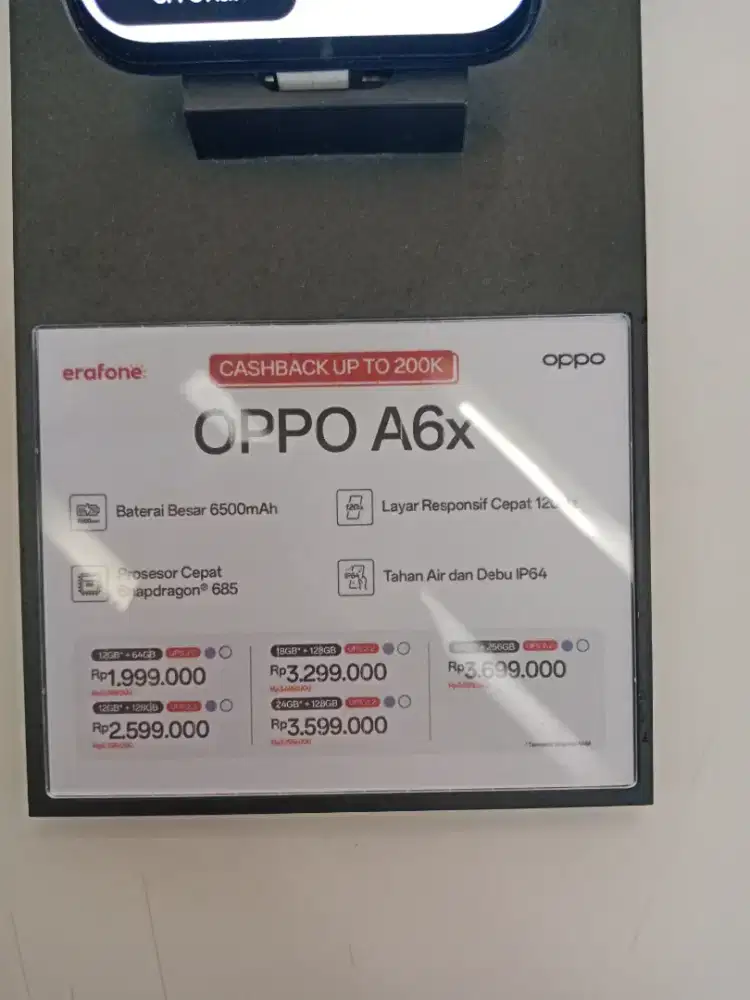 erafone
CASHBACK UP TO 200K
oppo
OPPO A6x
Baterai Besar 6500mAh
Layar Responsif Cepat
Prosesor Cepat
Snapdragon® 685
Tahan Air dan Debu IP64
12GB* + 64GB
Rp1.999.000
12GB* + 128GB
Rp2.599.000
18GB* + 128GB
Rp3.299.000
24GB* + 128GB
Rp3.599.000
+ 256GB
Rp3.699.000